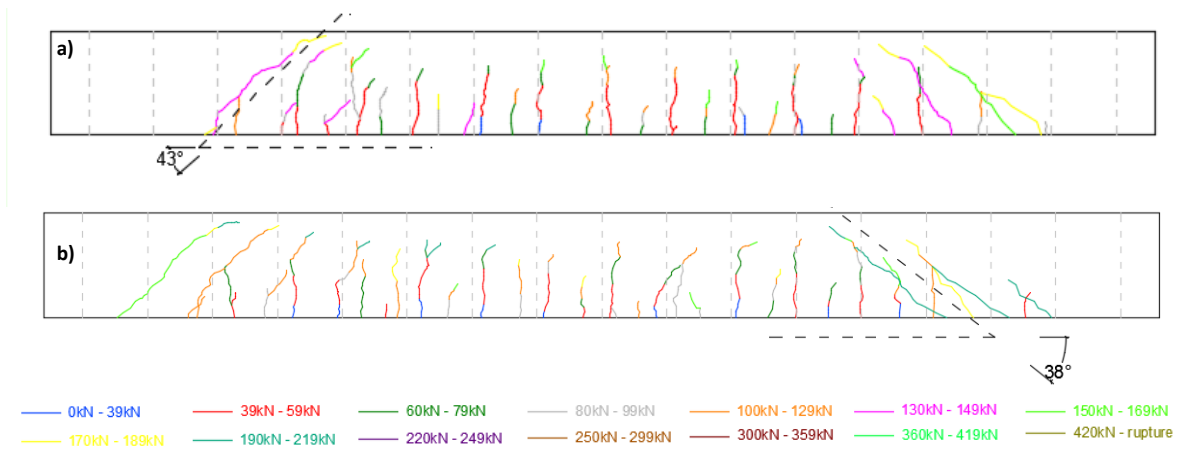 a)
43°
b)
38°
0kN - 39kN 39kN - 59kN 60kN - 79kN 80kN - 99kN 100kN - 129kN 130kN - 149kN 150kN - 169kN
170kN - 189kN 190kN - 219kN 220kN - 249kN 250kN - 299kN 300kN - 359kN 360kN - 419kN 420kN - rupture